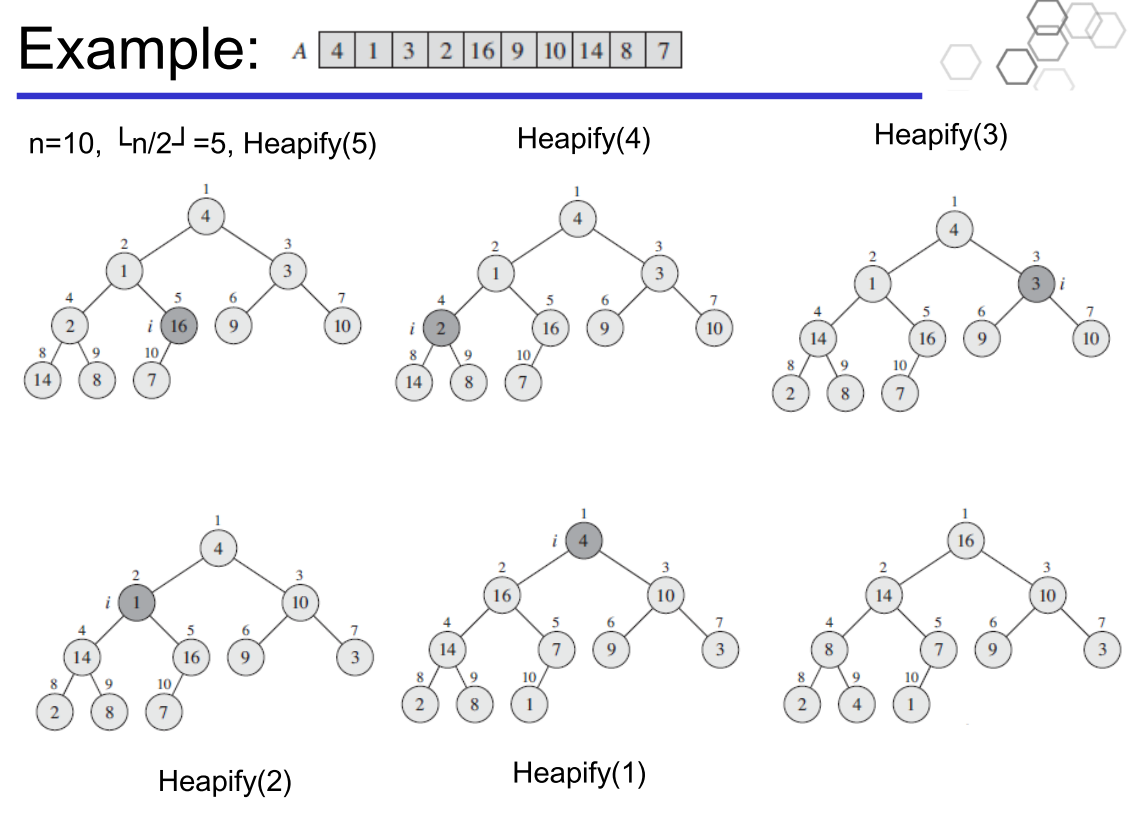 Example: A 4 1 3 2 16 9 10 14 8 7
n=10, └n/2┘ =5, Heapify(5)
Heapify(4)
Heapify(3)
1
4
2 3
1 3
4 5 6 7
2 i 16 9 10
8 9 10
14 8 7
1
4
2 3
1 3
4 5 6 7
i 2 16 9 10
8 9 10
14 8 7
1
4
2 3
1 3 i
4 5 6 7
14 16 9 10
8 9 10
2 8 7
1
4
2 3
i 1 10
4 5 6 7
14 16 9 3
8 9 10
2 8 7
Heapify(2)
1
i 4
2 3
16 10
4 5 6 7
14 7 9 3
8 9 10
2 8 1
Heapify(1)
1
16
2 3
14 10
4 5 6 7
8 7 9 3
8 9 10
2 4 1